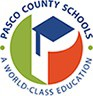 PASCO COUNTY SCHOOLS
A WORLD-CLASS EDUCATION